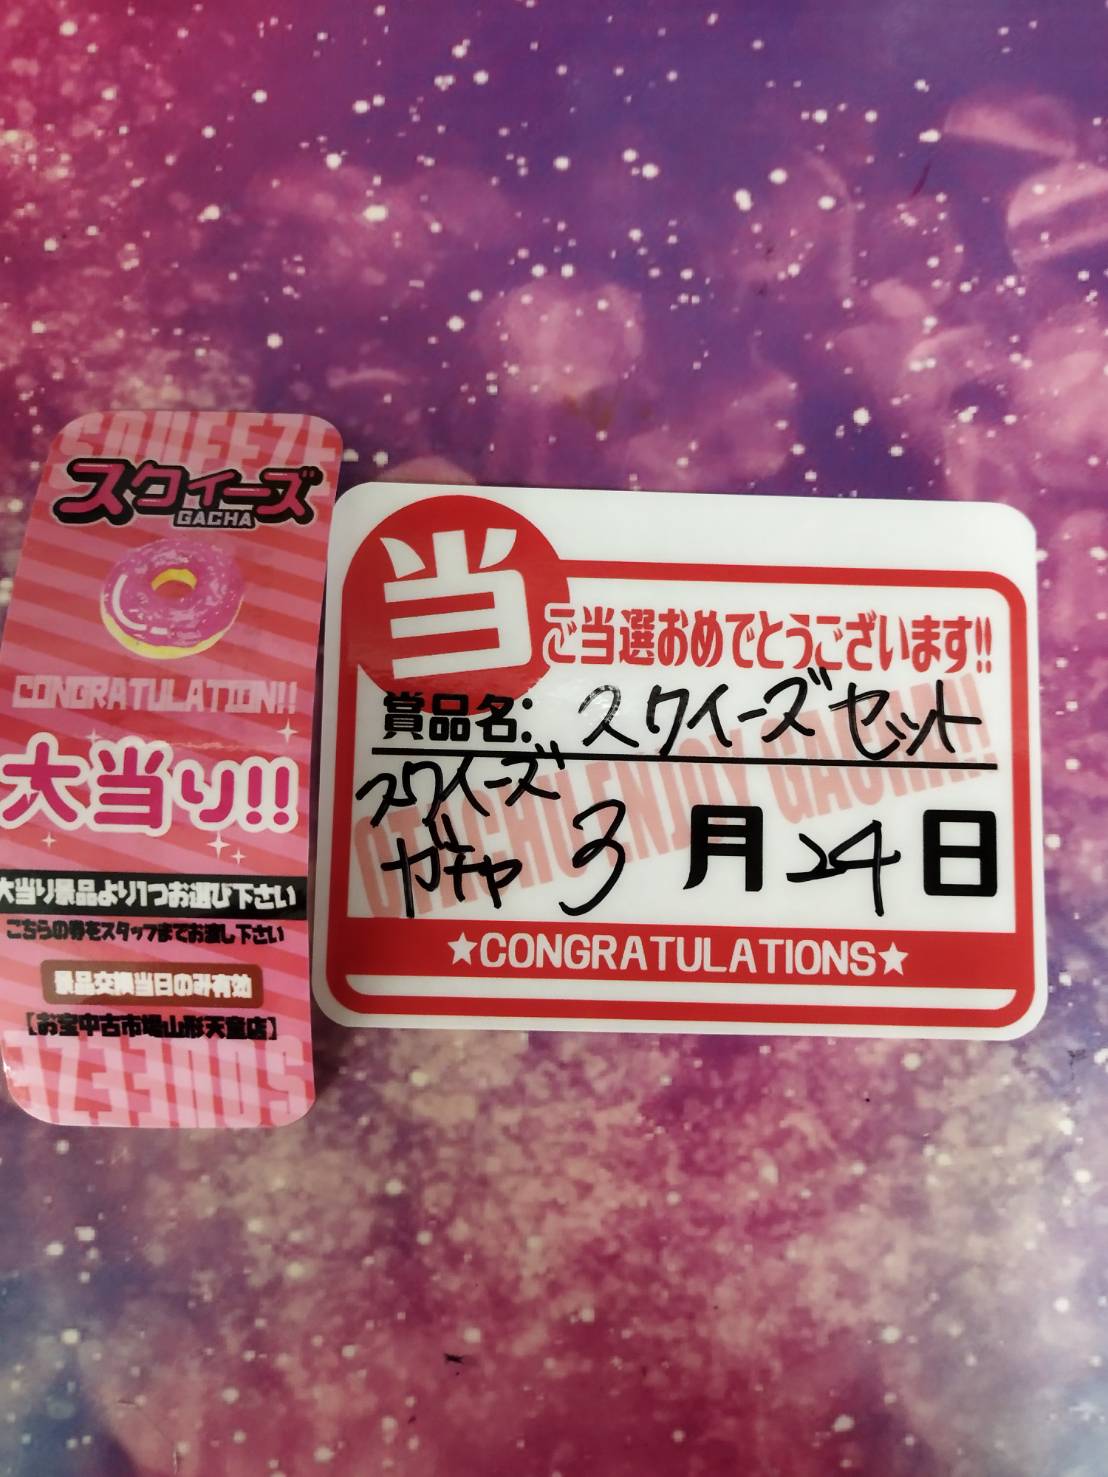 SQUEEZE
スクィーズ
GACHA
CONGRATULATION!!
大当り!!
大当り景品より1つお選び下さい
こちらの券をスタッフまでお渡し下さい
景品交換当日のみ有効
【お宝中古市場山形天童店】
SQUEEZE
当
ご当選おめでとうございます!!
賞品名: スクイーズセット
スクイーズ
ガチャ
3月24日
★CONGRATULATIONS★